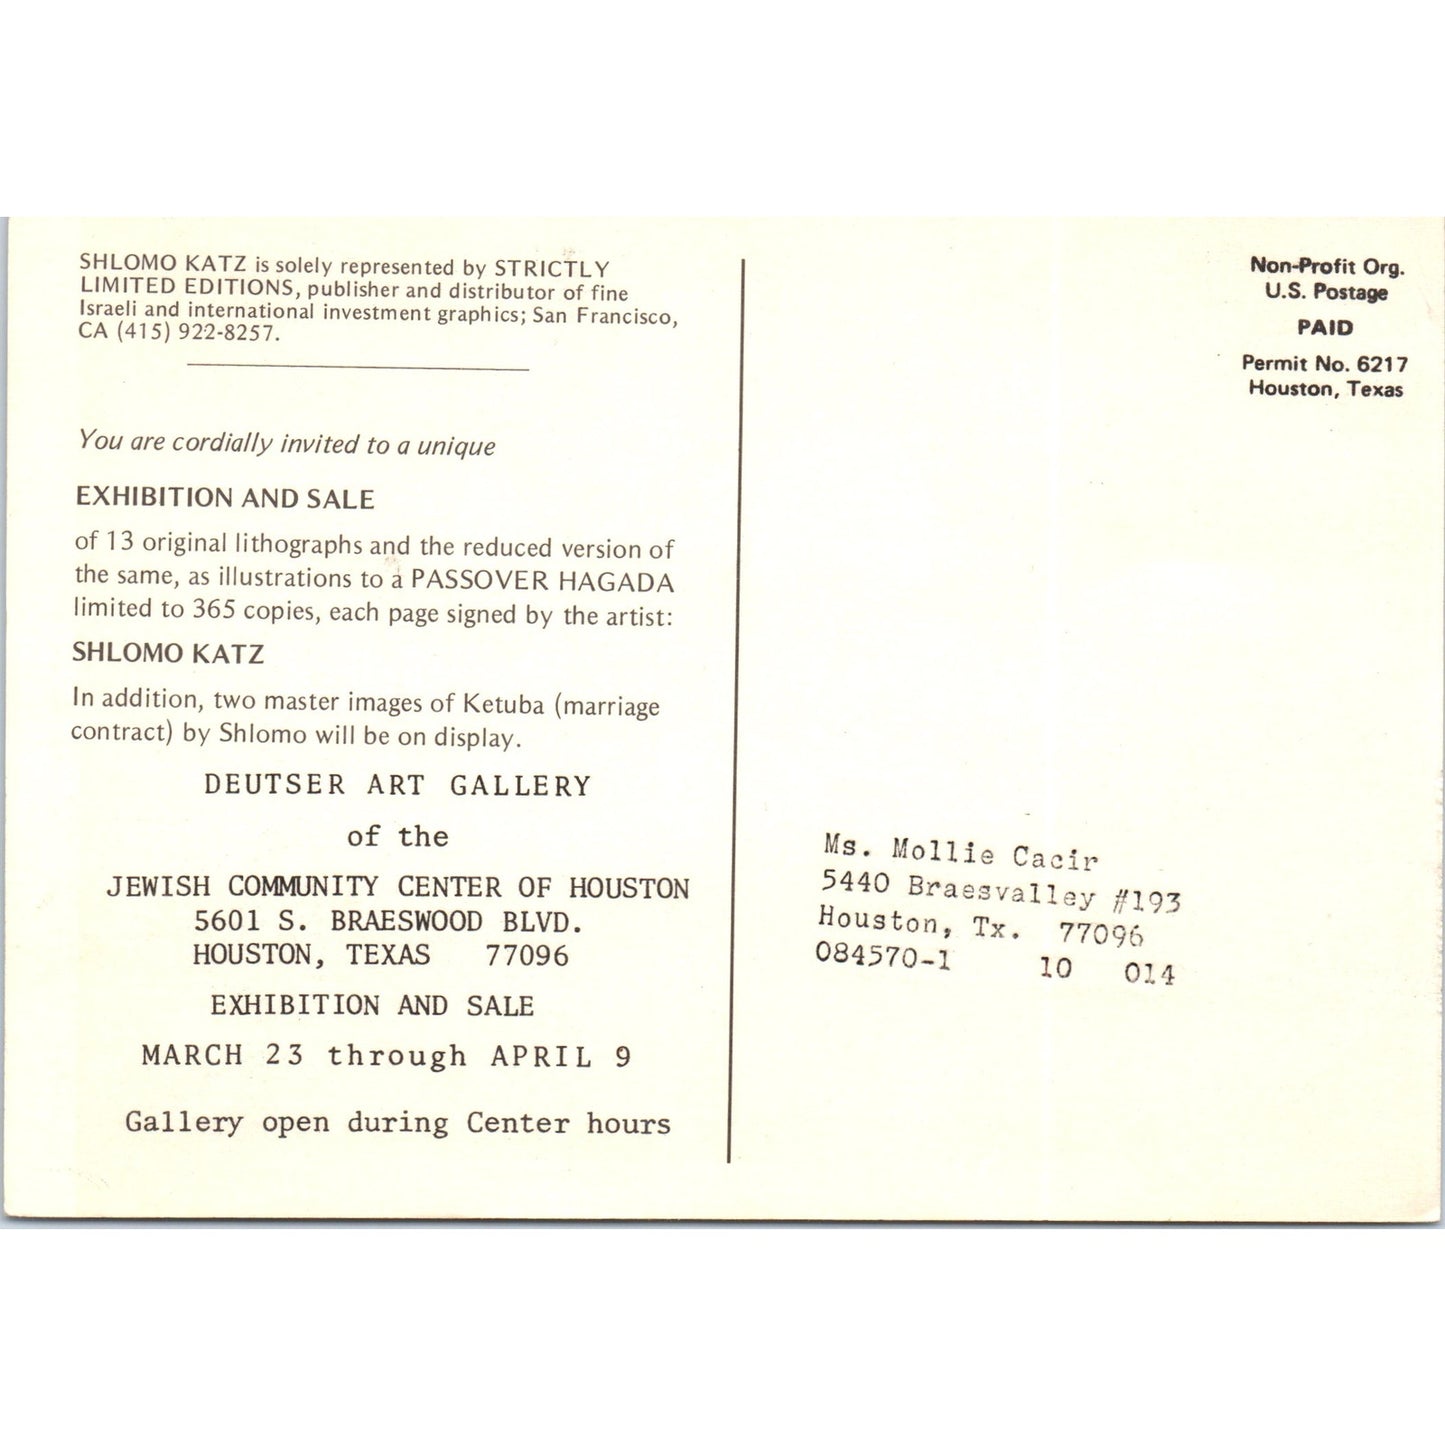 SHLOMO KATZ is solely represented by STRICTLY
LIMITED EDITIONS, publisher and distributor of fine
Israeli and international investment graphics; San Francisco,
CA (415) 922-8257.
You are cordially invited to a unique
EXHIBITION AND SALE
of 13 original lithographs and the reduced version of
the same, as illustrations to a PASSOVER HAGADA
limited to 365 copies, each page signed by the artist:
SHLOMO KATZ
In addition, two master images of Ketuba (marriage
contract) by Shlomo will be on display.
DEUTSER ART GALLERY
of the
JEWISH COMMUNITY CENTER OF HOUSTON
5601 S. BRAESWOOD BLVD.
HOUSTON, TEXAS 77096
EXHIBITION AND SALE
MARCH 23 through APRIL 9
Gallery open during Center hours
Non-Profit Org.
U.S. Postage
PAID
Permit No. 6217
Houston, Texas
Ms. Mollie Cacir
5440 Braesvalley #193
Houston, Tx. 77096
084570-1 10 014